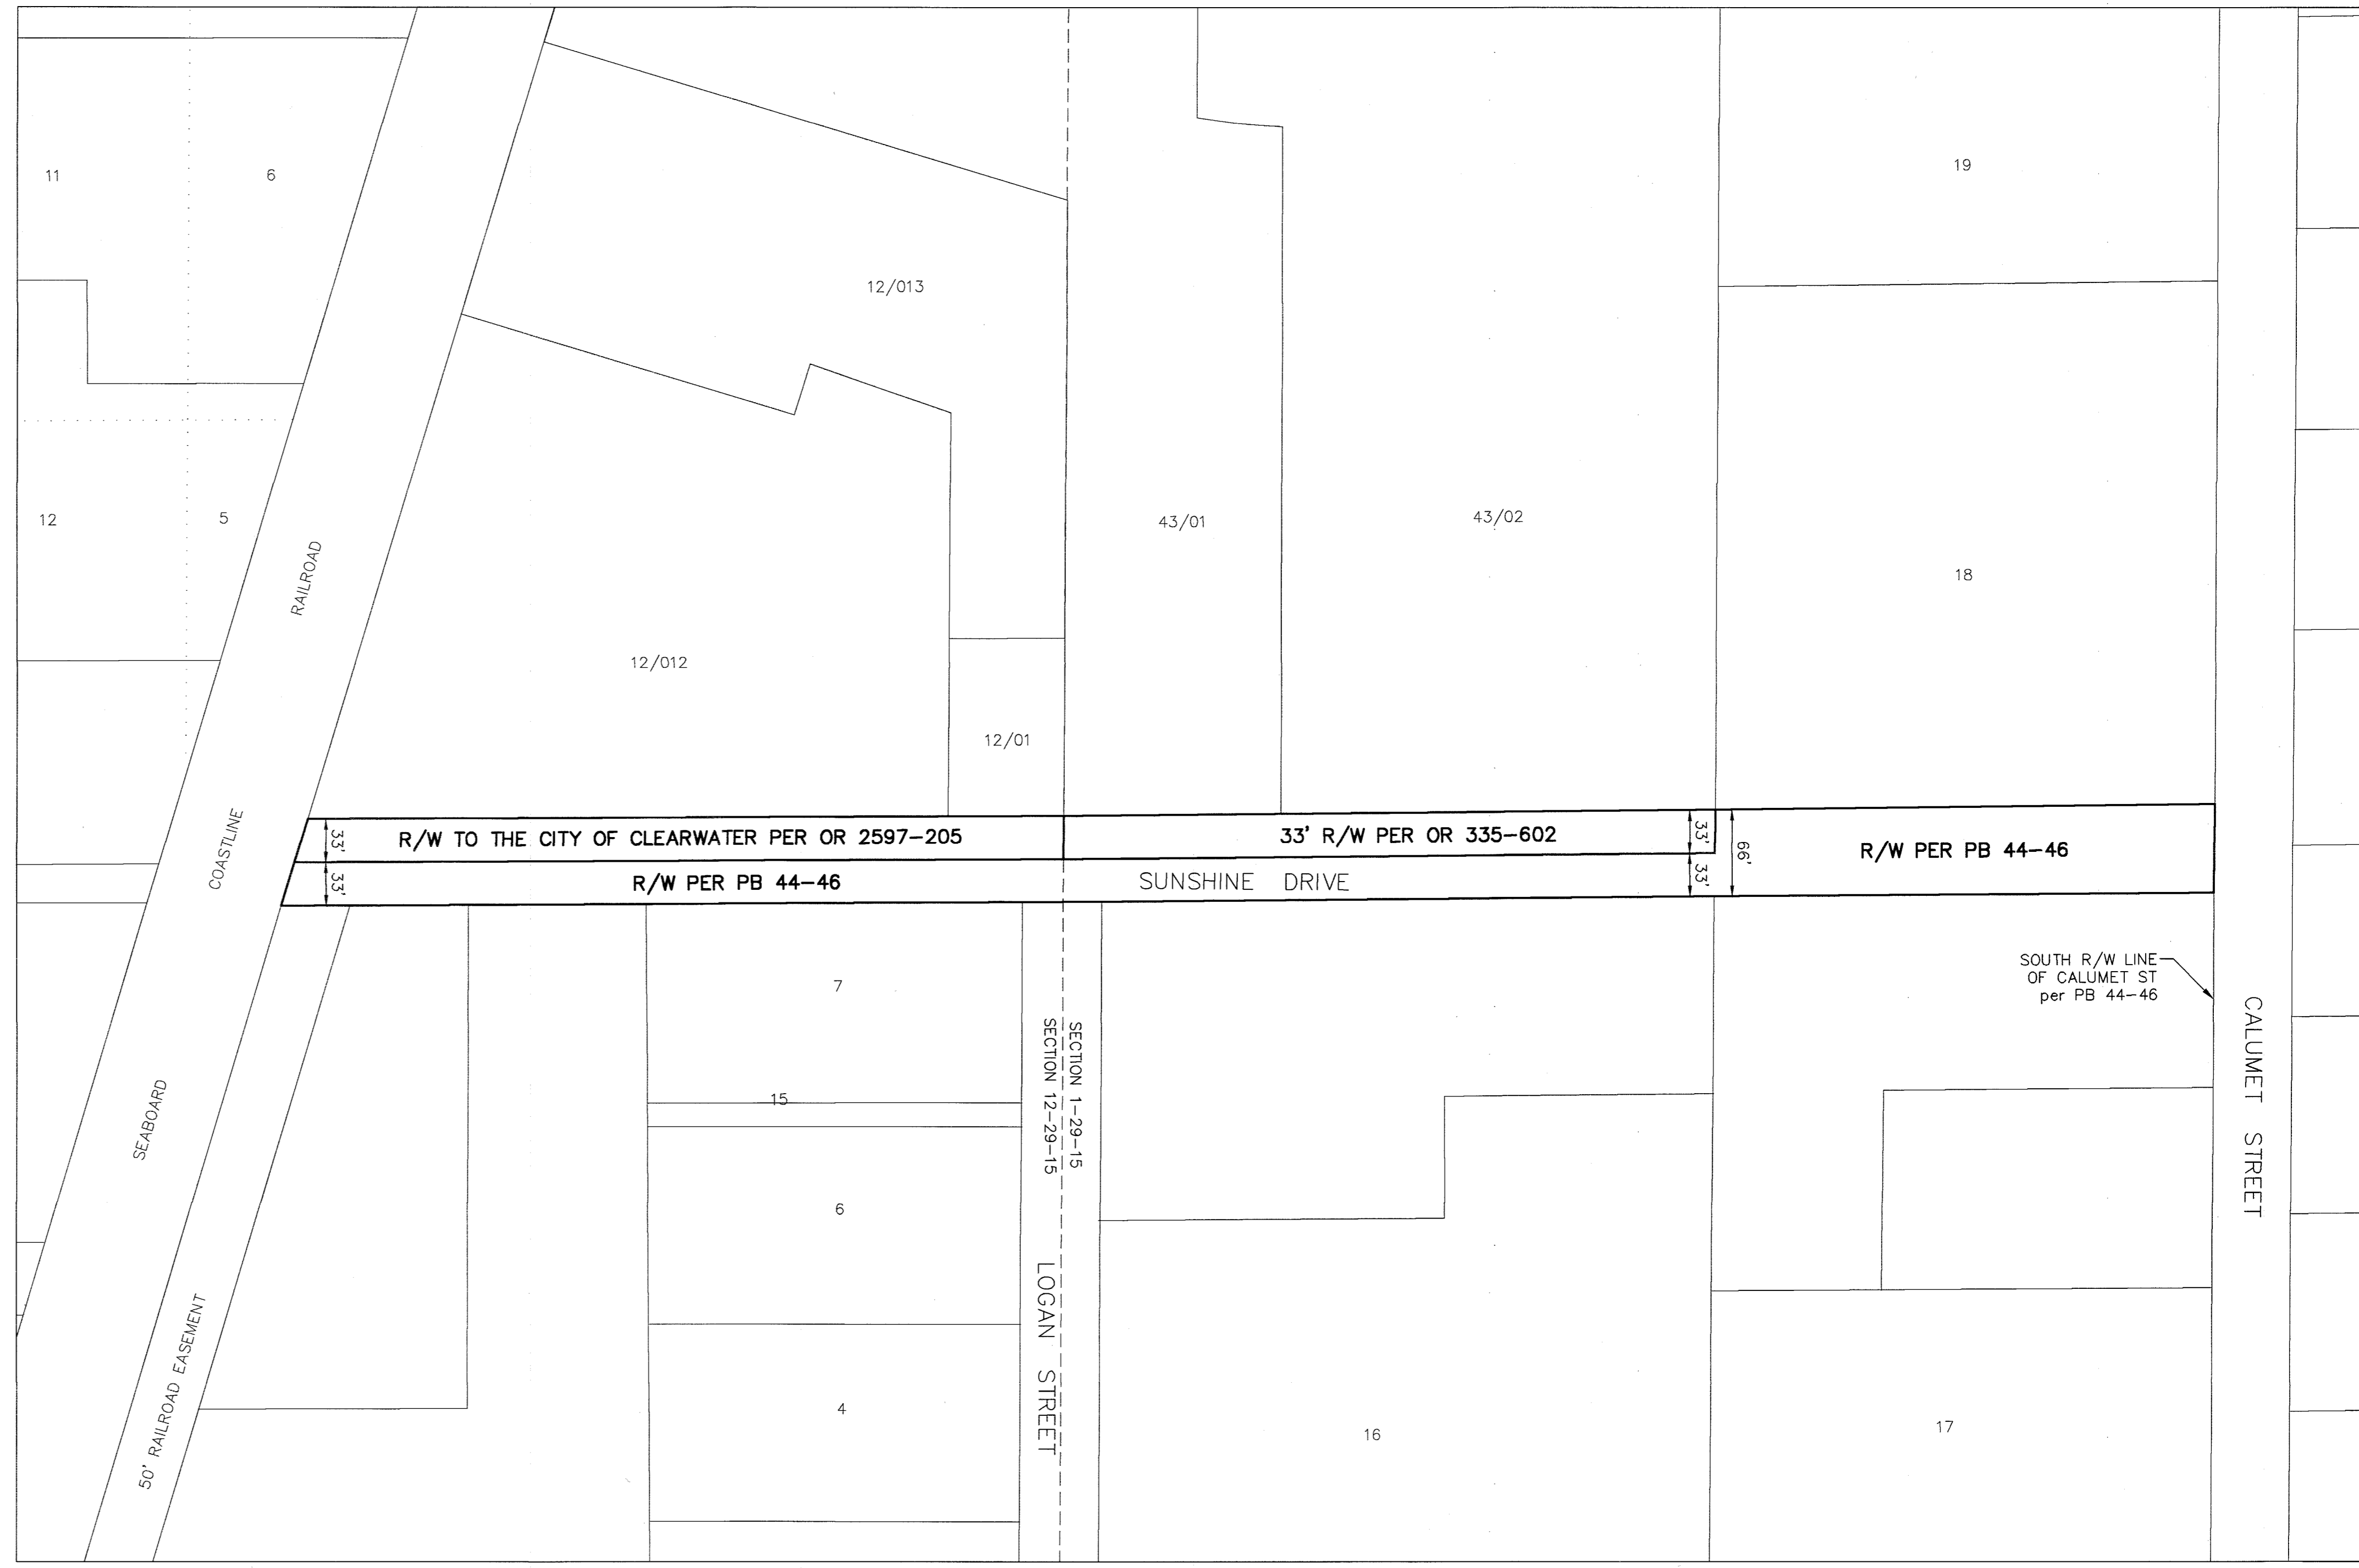 11
6
19
12/013
12
5
43/01
43/02
18
RAILROAD
12/012
12/01
COASTLINE
33'
R/W TO THE CITY OF CLEARWATER PER OR 2597-205
33' R/W PER OR 335-602
33'
66'
R/W PER PB 44-46
33'
R/W PER PB 44-46
SUNSHINE DRIVE
33'
SOUTH R/W LINE
OF CALUMET ST
per PB 44-46
7
SECTION 1-29-15
SECTION 12-29-15
CALUMET STREET
15
SEABOARD
6
LOGAN STREET
50' RAILROAD EASEMENT
4
16
17